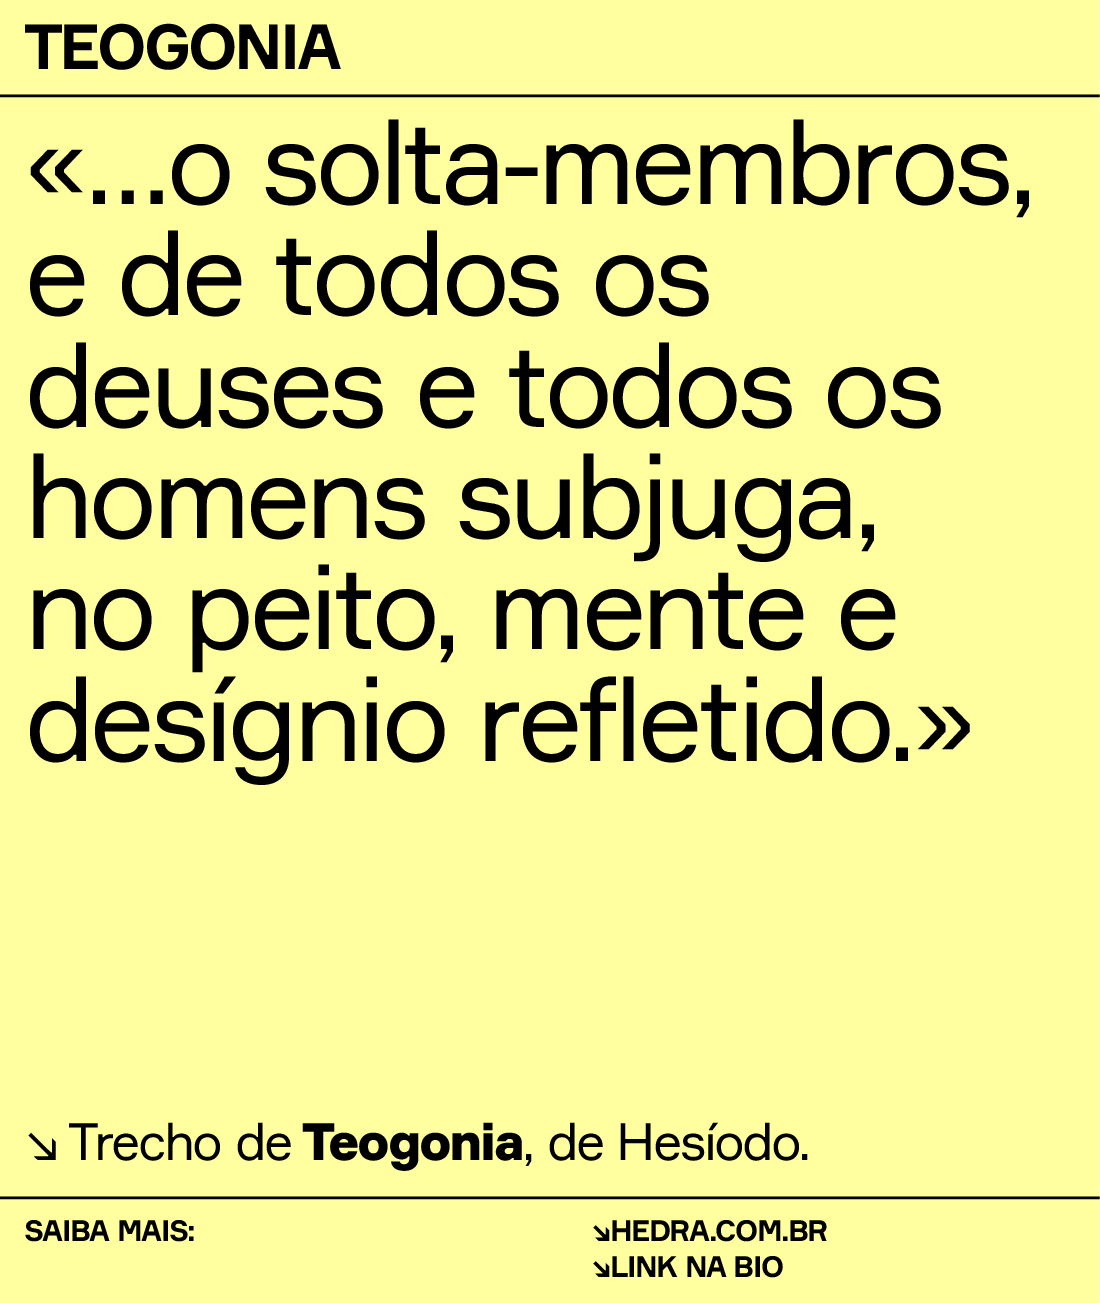 TEOGONIA
«...o solta-membros,
e de todos os
deuses e todos os
homens subjuga,
no peito, mente e
desígnio refletido.»
↘ Trecho de Teogonia, de Hesíodo.
SAIBA MAIS:
↘HEDRA.COM.BR
↘LINK NA BIO